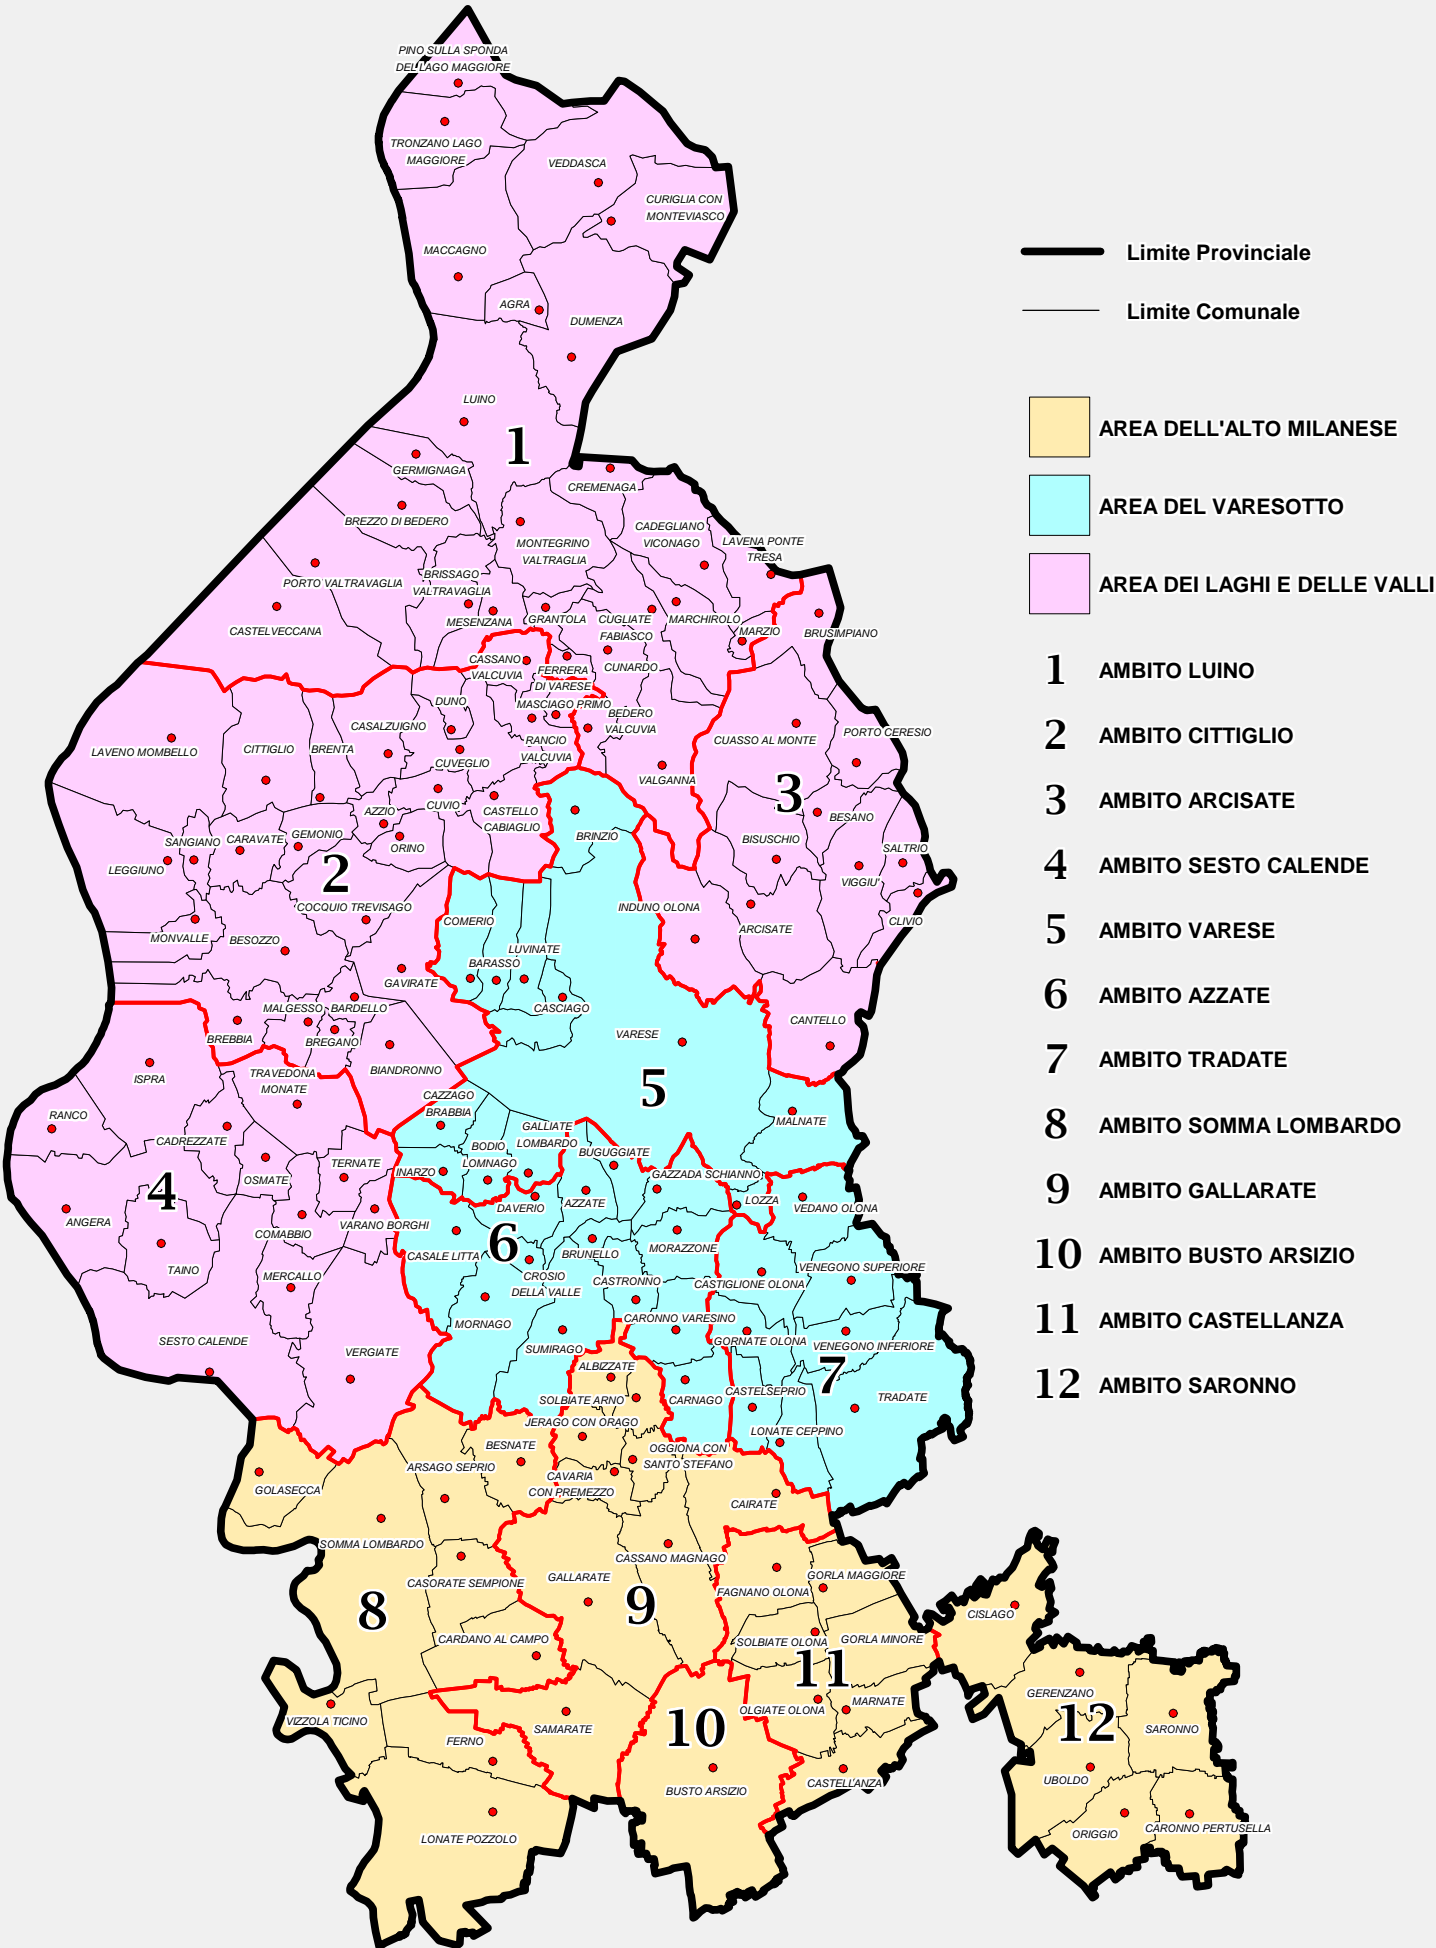 PINO SULLA SPONDA
DEL LAGO MAGGIORE
TRONZANO LAGO
MAGGIORE
VEDDASCA
CURIGLIA CON
MONTEVIASCO
MACCAGNO
AGRA
DUMENZA
LUINO
1
GERMIGNAGA
CREMENAGA
BREZZO DI BEDERO
MONTEGRINO
VALTRAGLIA
CADEGLIANO
VICONAGO
LAVENA PONTE
TRESA
PORTO VALTRAVAGLIA
BRISSAGO
VALTRAVAGLIA
CASTELVECCANA
MESENZANA
GRANTOLA
CUGLIATE
FABIASCO
MARCHIROLO
MARZIO
BRUSIMPIANO
CASSANO
VALCUVIA
FERRERA
DI VARESE
CUNARDO
MASCIAGO PRIMO
BEDERO
VALCUVIA
DUNO
CASALZUIGNO
RANCIO
VALCUVIA
LAVENO MOMBELLO
CITTIGLIO
BRENTA
CUVEGLIO
CUASSO AL MONTE
PORTO CERESIO
VALGANNA
3
AZZIO
CUVIO
CASTELLO
CABIAGLIO
BRINZIO
BESANO
SANGIANO
CARAVATE
GEMONIO
ORINO
BISUSCHIO
SALTRIO
LEGGIUNO
2
VIGGIU'
COCQUIO TREVISAGO
COMERIO
INDUNO OLONA
ARCISATE
CLIVIO
MONVALLE
BESOZZO
LUVINATE
BARASSO
GAVIRATE
CASCIAGO
MALGESSO
BARDELLO
BREBBIA
BREGANO
VARESE
CANTELLO
BIANDRONNO
ISPRA
TRAVEDONA
MONATE
5
CAZZAGO
BRABBIA
RANCO
CADREZZATE
GALLIATE
LOMBARDO
MALNATE
BODIO
LOMNAGO
BUGUGGIATE
TERNATE
INARZO
OSMATE
GAZZADA SCHIANNO
4
AZZATE
LOZZA
VEDANO OLONA
DAVERIO
ANGERA
COMABBIO
VARANO BORGHI
6
CASALE LITTA
BRUNELLO
MORAZZONE
TAINO
MERCALLO
CROSIO
DELLA VALLE
CASTRONNO
CASTIGLIONE OLONA
VENEGONO SUPERIORE
MORNAGO
CARONNO VARESINO
SESTO CALENDE
VERGIATE
SUMIRAGO
GORNATE OLONA
VENEGONO INFERIORE
ALBIZZATE
7
SOLBIATE ARNO
CARNAGO
CASTELSEPRIO
TRADATE
JERAGO CON ORAGO
LONATE CEPPINO
BESNATE
OGGIONA CON
SANTO STEFANO
ARSAGO SEPRIO
CAVARIA
CON PREMEZZO
GOLASECCA
CAIRATE
SOMMA LOMBARDO
CASSANO MAGNAGO
CASORATE SEMPIONE
GALLARATE
FAGNANO OLONA
GORLA MAGGIORE
8
9
CISLAGO
CARDANO AL CAMPO
SOLBIATE OLONA
GORLA MINORE
11
GERENZANO
VIZZOLA TICINO
SAMARATE
10
OLGIATE OLONA
MARNATE
12
SARONNO
FERNO
BUSTO ARSIZIO
CASTELLANZA
UBOLDO
LONATE POZZOLO
ORIGGIO
CARONNO PERTUSELLA
Limite Provinciale
Limite Comunale
AREA DELL'ALTO MILANESE
AREA DEL VARESOTTO
AREA DEI LAGHI E DELLE VALLI
1 AMBITO LUINO
2 AMBITO CITTIGLIO
3 AMBITO ARCISATE
4 AMBITO SESTO CALENDE
5 AMBITO VARESE
6 AMBITO AZZATE
7 AMBITO TRADATE
8 AMBITO SOMMA LOMBARDO
9 AMBITO GALLARATE
10 AMBITO BUSTO ARSIZIO
11 AMBITO CASTELLANZA
12 AMBITO SARONNO